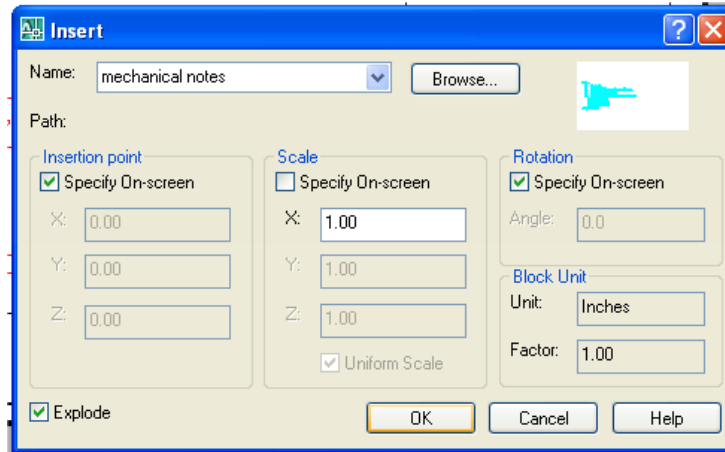 Insert
Name: mechanical notes Browse...
Path:
Insertion point Scale Rotation
Specify On-screen Specify On-screen Specify On-screen
X: 0.00 X: 1.00 Angle: 0.0
Y: 0.00 Y: 1.00 Block Unit
Z: 0.00 Z: 1.00 Unit: Inches
Uniform Scale Factor: 1.00
Explode OK Cancel Help